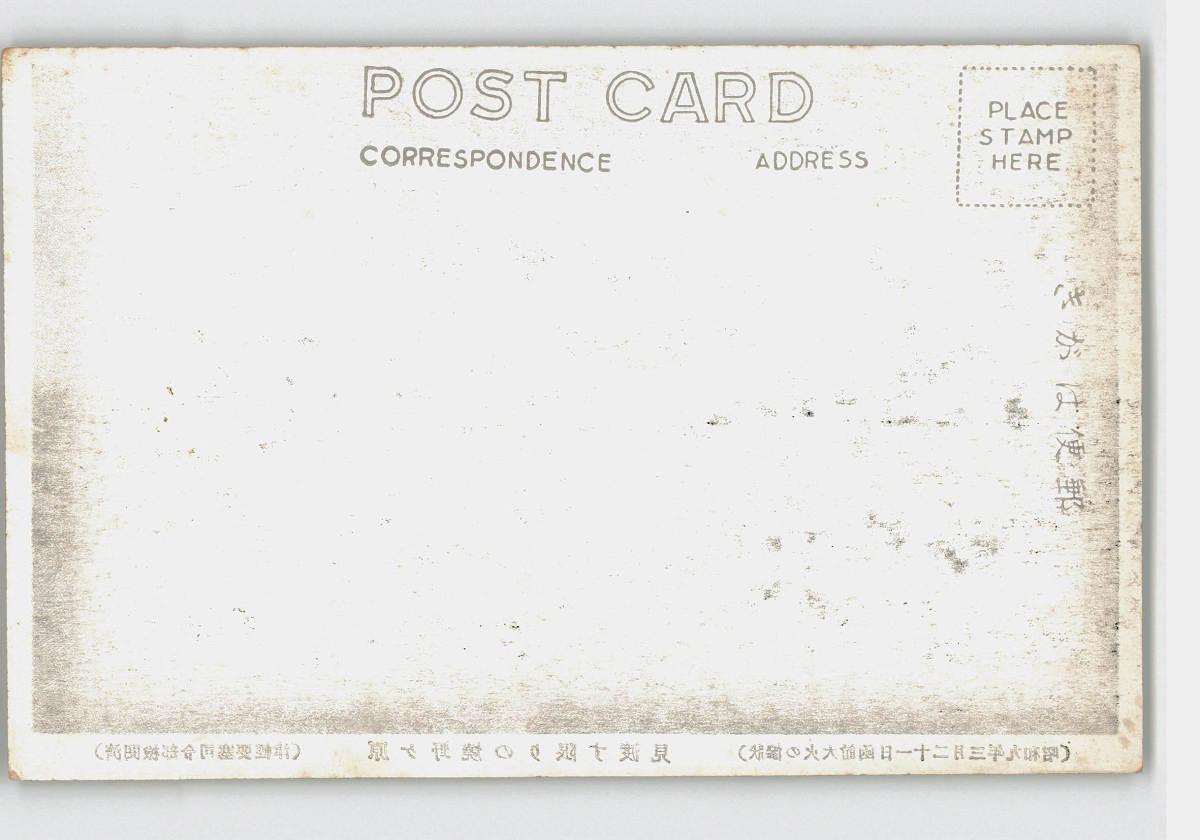 POST CARD
CORRESPONDENCE
ADDRESS
PLACE
STAMP
HERE
郵便はがき
(昭和九年三月二十一日函館大火の惨状) 見渡す限りの焼野ヶ原 (津軽要塞司令部検閲済)